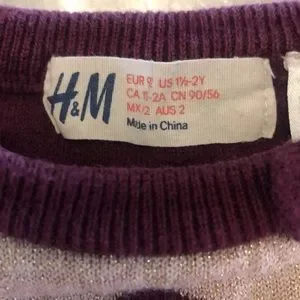 H&M
EUR 92 US 1½-2Y
CA 1½-2A CN 90/56
MX 2 AUS 2
Made in China